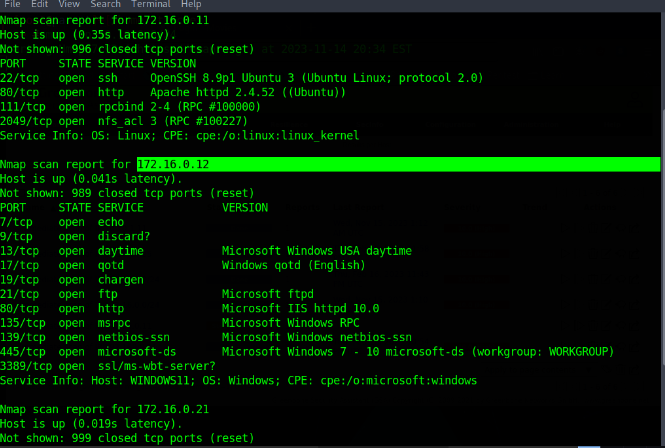 File Edit View Search Terminal Help
Nmap scan report for 172.16.0.11
Host is up (0.35s latency).
Not shown: 996 closed tcp ports (reset) at 2023-11-14 20:34 EST
PORT     STATE SERVICE VERSION
22/tcp   open  ssh     OpenSSH 8.9p1 Ubuntu 3 (Ubuntu Linux; protocol 2.0)
80/tcp   open  http    Apache httpd 2.4.52 ((Ubuntu))
111/tcp  open  rpcbind 2-4 (RPC #100000)
2049/tcp open  nfs_acl 3 (RPC #100227)
Service Info: OS: Linux; CPE: cpe:/o:linux:linux_kernel
Nmap scan report for 172.16.0.12
Host is up (0.041s latency).
Not shown: 989 closed tcp ports (reset)
PORT     STATE SERVICE            VERSION
7/tcp    open  echo
9/tcp    open  discard?
13/tcp   open  daytime            Microsoft Windows USA daytime
17/tcp   open  qotd               Windows qotd (English)
19/tcp   open  chargen
21/tcp   open  ftp                Microsoft ftpd
80/tcp   open  http               Microsoft IIS httpd 10.0
135/tcp  open  msrpc              Microsoft Windows RPC
139/tcp  open  netbios-ssn        Microsoft Windows netbios-ssn
445/tcp  open  microsoft-ds       Microsoft Windows 7 - 10 microsoft-ds (workgroup: WORKGROUP)
3389/tcp open  ssl/ms-wbt-server?
Service Info: Host: WINDOWS11; OS: Windows; CPE: cpe:/o:microsoft:windows
Nmap scan report for 172.16.0.21
Host is up (0.019s latency).
Not shown: 999 closed tcp ports (reset)